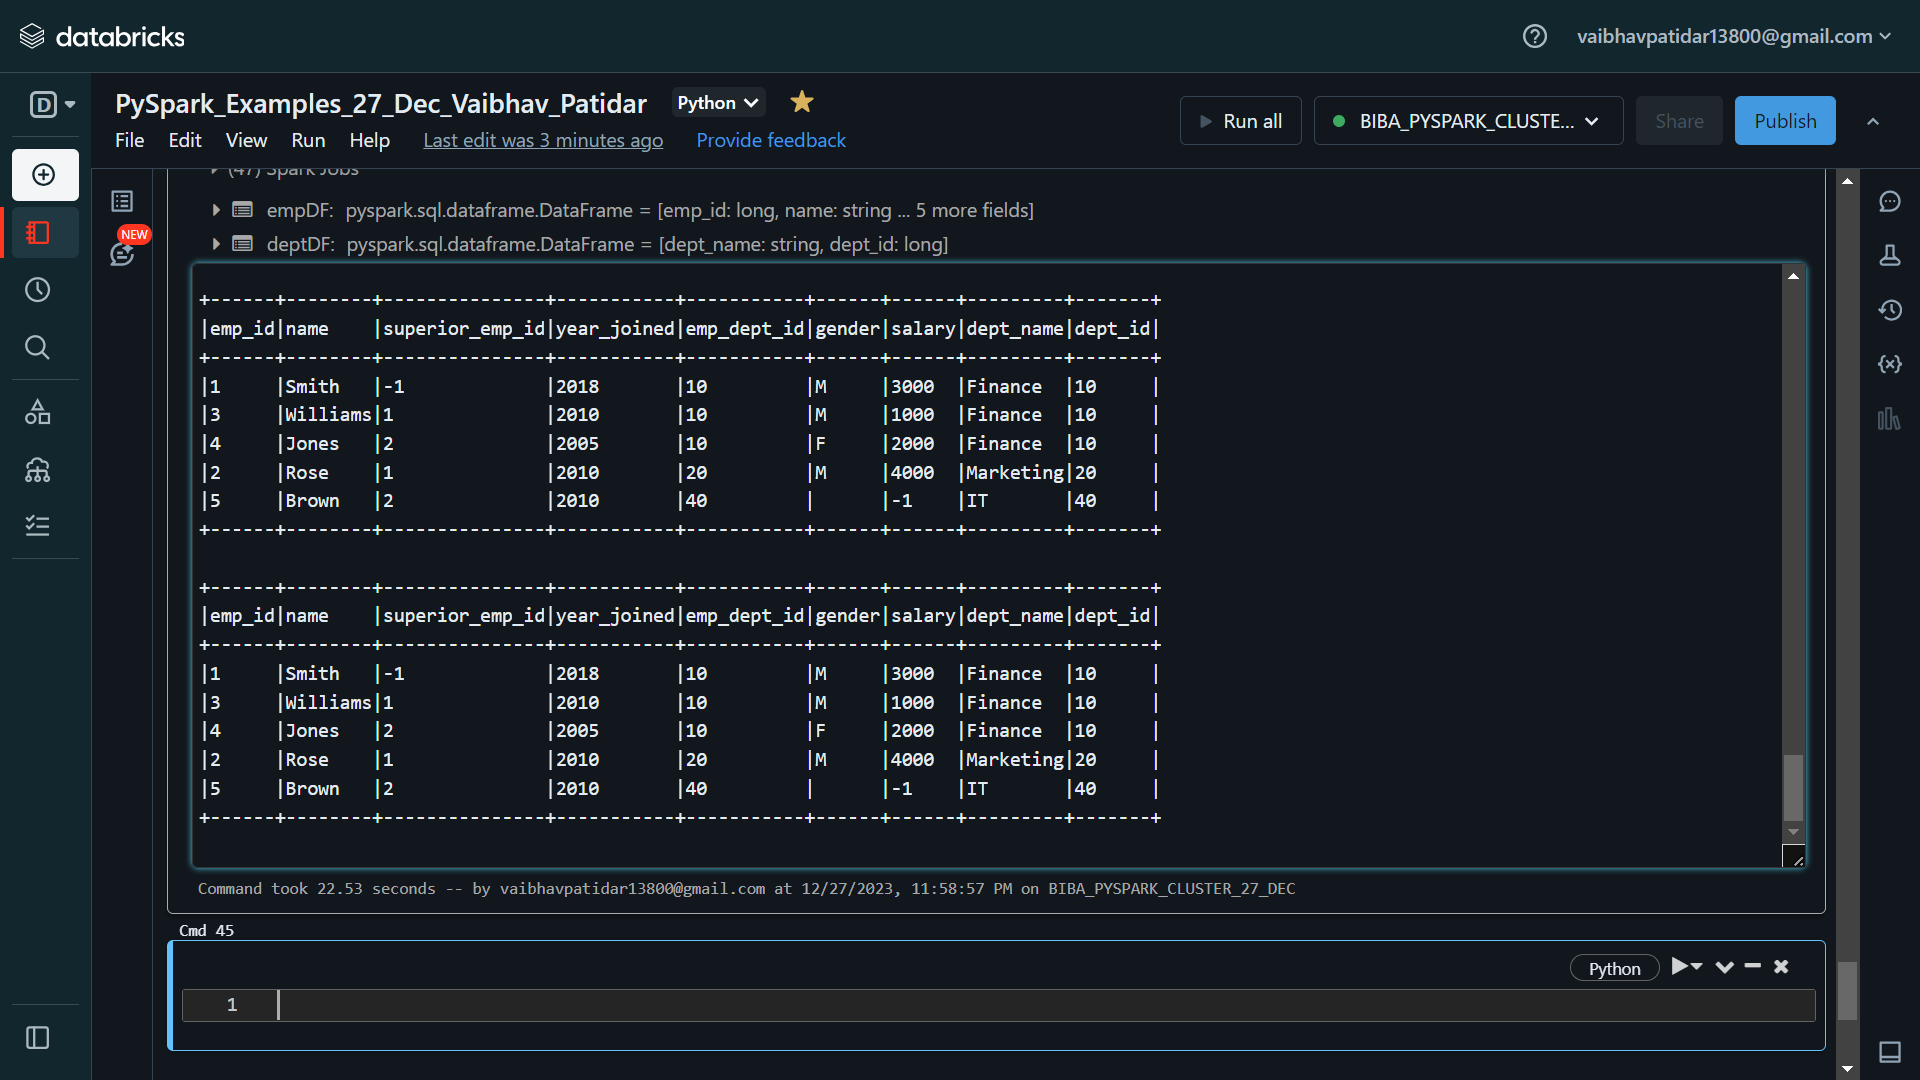 databricks
vaibhavpatidar13800@gmail.com
D
PySpark_Examples_27_Dec_Vaibhav_Patidar Python
File Edit View Run Help Last edit was 3 minutes ago Provide feedback
Run all BIBA_PYSPARK_CLUSTE... Share Publish
NEW
(47) Spark Jobs
empDF: pyspark.sql.dataframe.DataFrame = [emp_id: long, name: string ... 5 more fields]
deptDF: pyspark.sql.dataframe.DataFrame = [dept_name: string, dept_id: long]
+------+--------+---------------+-----------+-----------+------+------+---------+-------+
|emp_id|name    |superior_emp_id|year_joined|emp_dept_id|gender|salary|dept_name|dept_id|
+------+--------+---------------+-----------+-----------+------+------+---------+-------+
|1     |Smith   |-1             |2018       |10         |M     |3000  |Finance  |10     |
|3     |Williams|1              |2010       |10         |M     |1000  |Finance  |10     |
|4     |Jones   |2              |2005       |10         |F     |2000  |Finance  |10     |
|2     |Rose    |1              |2010       |20         |M     |4000  |Marketing|20     |
|5     |Brown   |2              |2010       |40         |      |-1    |IT       |40     |
+------+--------+---------------+-----------+-----------+------+------+---------+-------+
+------+--------+---------------+-----------+-----------+------+------+---------+-------+
|emp_id|name    |superior_emp_id|year_joined|emp_dept_id|gender|salary|dept_name|dept_id|
+------+--------+---------------+-----------+-----------+------+------+---------+-------+
|1     |Smith   |-1             |2018       |10         |M     |3000  |Finance  |10     |
|3     |Williams|1              |2010       |10         |M     |1000  |Finance  |10     |
|4     |Jones   |2              |2005       |10         |F     |2000  |Finance  |10     |
|2     |Rose    |1              |2010       |20         |M     |4000  |Marketing|20     |
|5     |Brown   |2              |2010       |40         |      |-1    |IT       |40     |
+------+--------+---------------+-----------+-----------+------+------+---------+-------+
Command took 22.53 seconds -- by vaibhavpatidar13800@gmail.com at 12/27/2023, 11:58:57 PM on BIBA_PYSPARK_CLUSTER_27_DEC
Cmd 45
Python
1